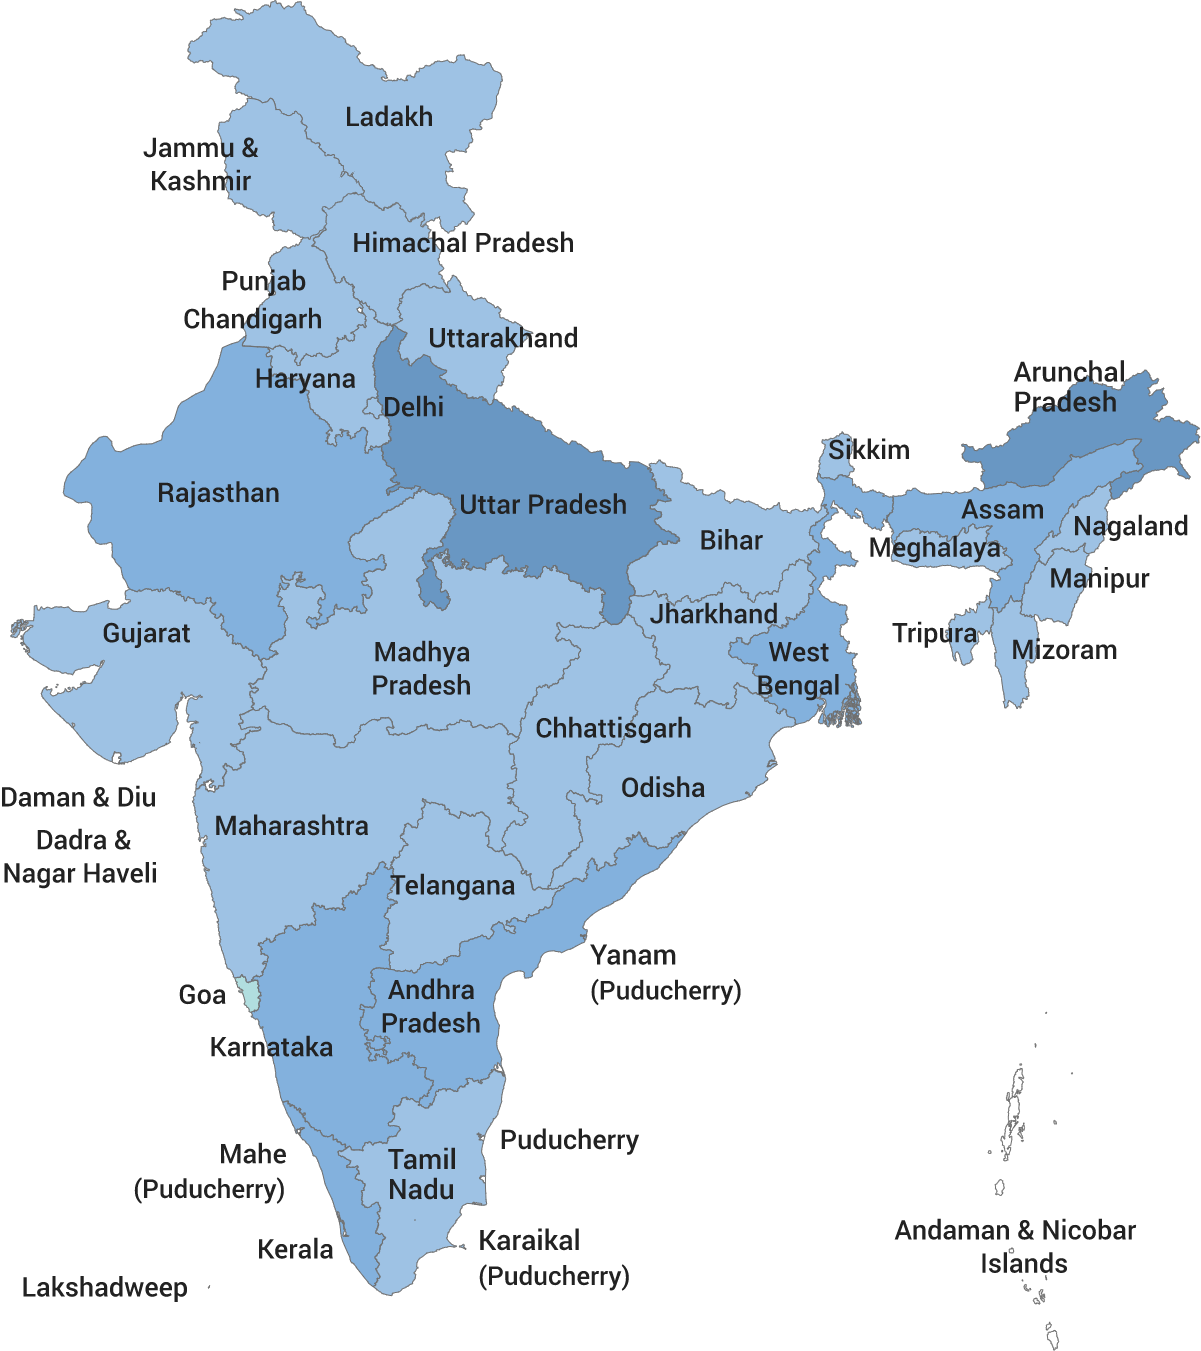 Ladakh
Jammu &
Kashmir
Himachal Pradesh
Punjab
Chandigarh
Uttarakhand
Haryana
Delhi
Arunchal
Pradesh
Sikkim
Rajasthan
Uttar Pradesh
Assam
Nagaland
Bihar
Meghalaya
Manipur
Jharkhand
Gujarat
Tripura
Mizoram
Madhya
Pradesh
West
Bengal
Chhattisgarh
Odisha
Daman & Diu
Maharashtra
Dadra &
Nagar Haveli
Telangana
Yanam
(Puducherry)
Goa
Andhra
Pradesh
Karnataka
Puducherry
Mahe
(Puducherry)
Tamil
Nadu
Kerala
Karaikal
(Puducherry)
Andaman & Nicobar
Islands
Lakshadweep